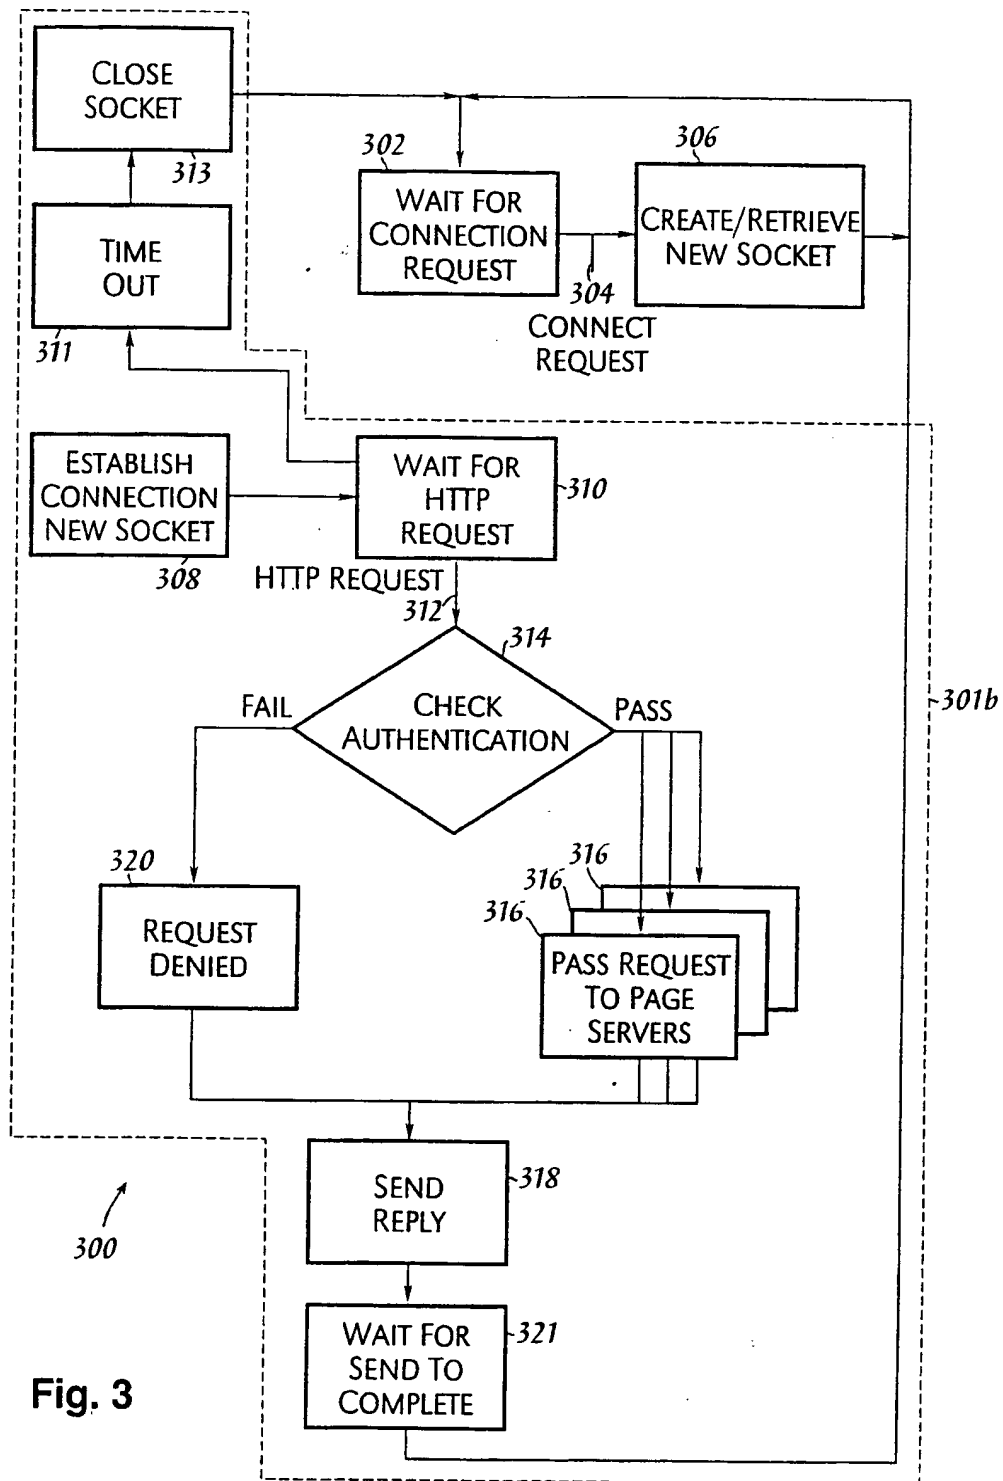 CLOSE
SOCKET
313
302
306
WAIT FOR
CONNECTION
REQUEST
CREATE/RETRIEVE
NEW SOCKET
304
CONNECT
REQUEST
TIME
OUT
311
ESTABLISH
CONNECTION
NEW SOCKET
308
WAIT FOR
HTTP
REQUEST
310
HTTP REQUEST
312
314
FAIL
CHECK
AUTHENTICATION
PASS
301b
320
REQUEST
DENIED
316
316
316
PASS REQUEST
TO PAGE
SERVERS
SEND
REPLY
318
300
WAIT FOR
SEND TO
COMPLETE
321
Fig. 3